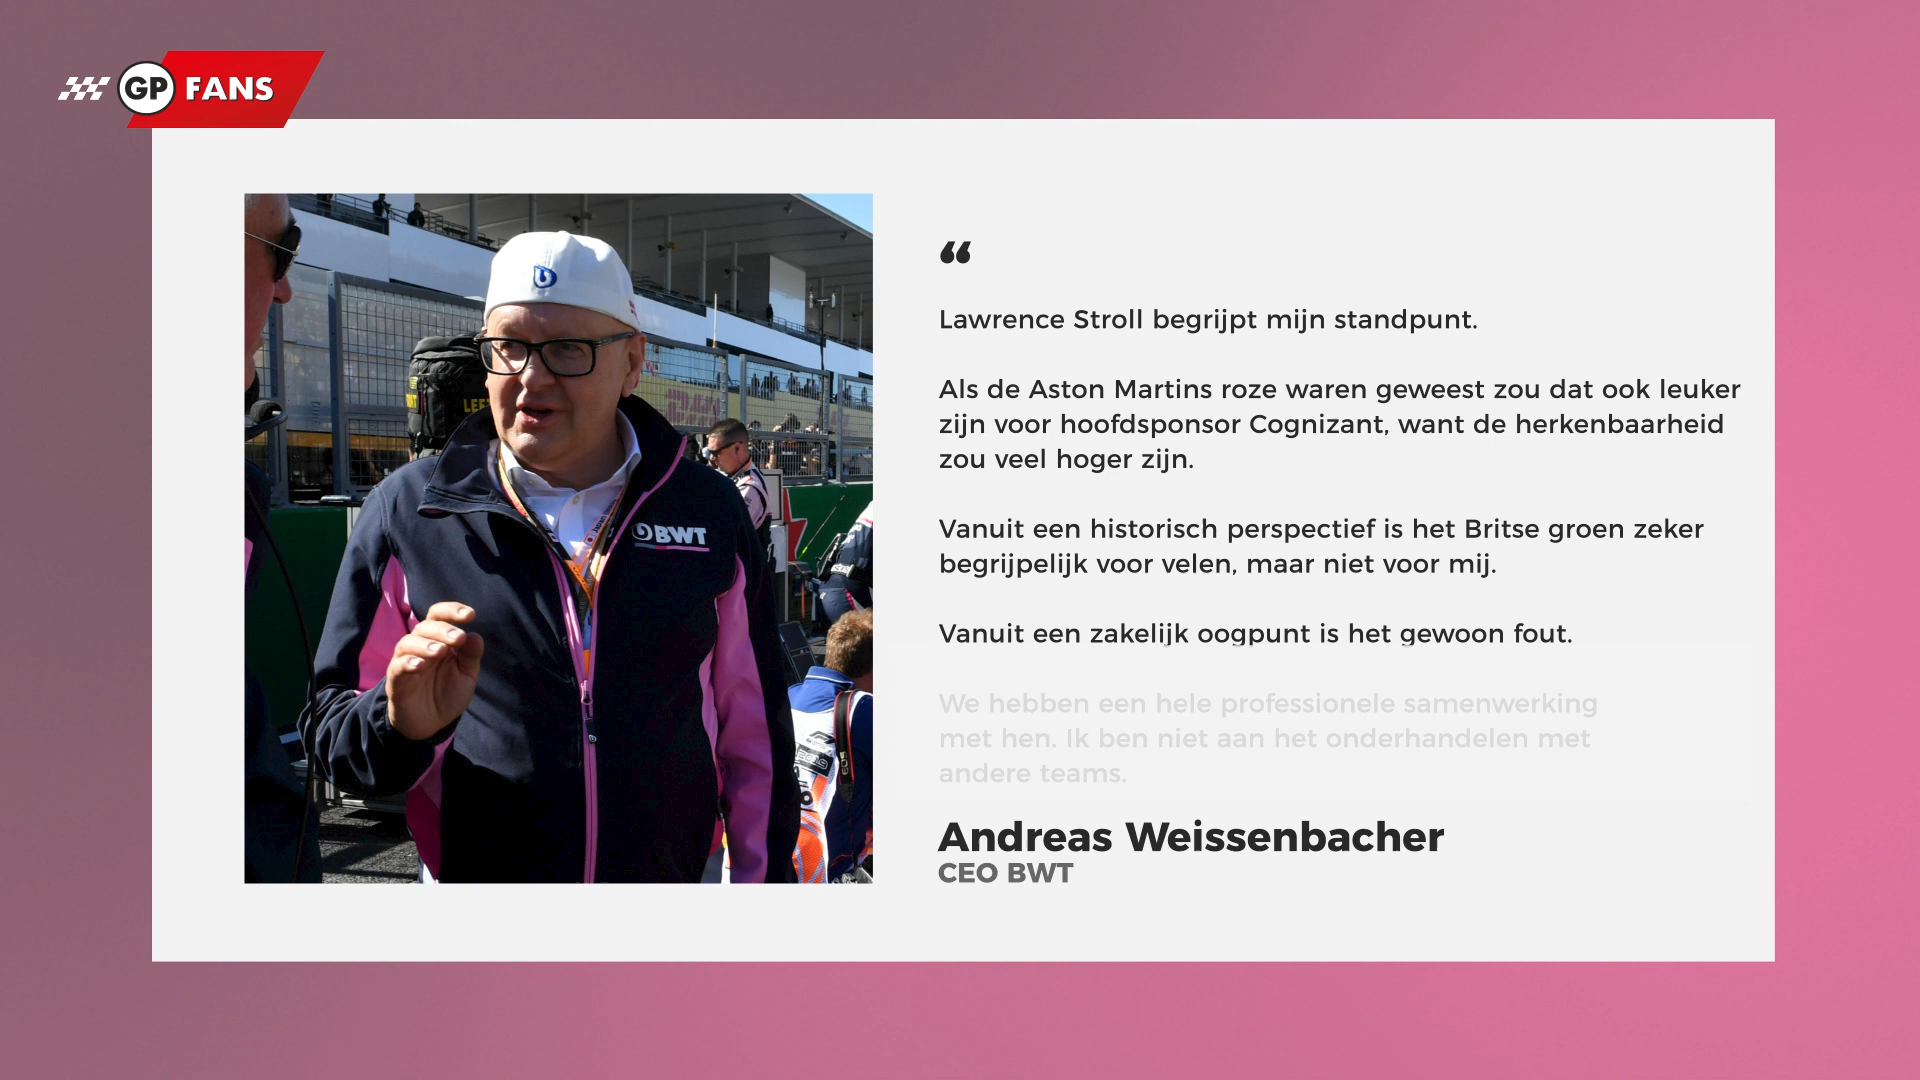 GP FANS
“
Lawrence Stroll begrijpt mijn standpunt.
Als de Aston Martins roze waren geweest zou dat ook leuker
zijn voor hoofdsponsor Cognizant, want de herkenbaarheid
zou veel hoger zijn.
Vanuit een historisch perspectief is het Britse groen zeker
begrijpelijk voor velen, maar niet voor mij.
Vanuit een zakelijk oogpunt is het gewoon fout.
We hebben een hele professionele samenwerking
met hen. Ik ben niet aan het onderhandelen met
andere teams.
Andreas Weissenbacher
CEO BWT
BWT